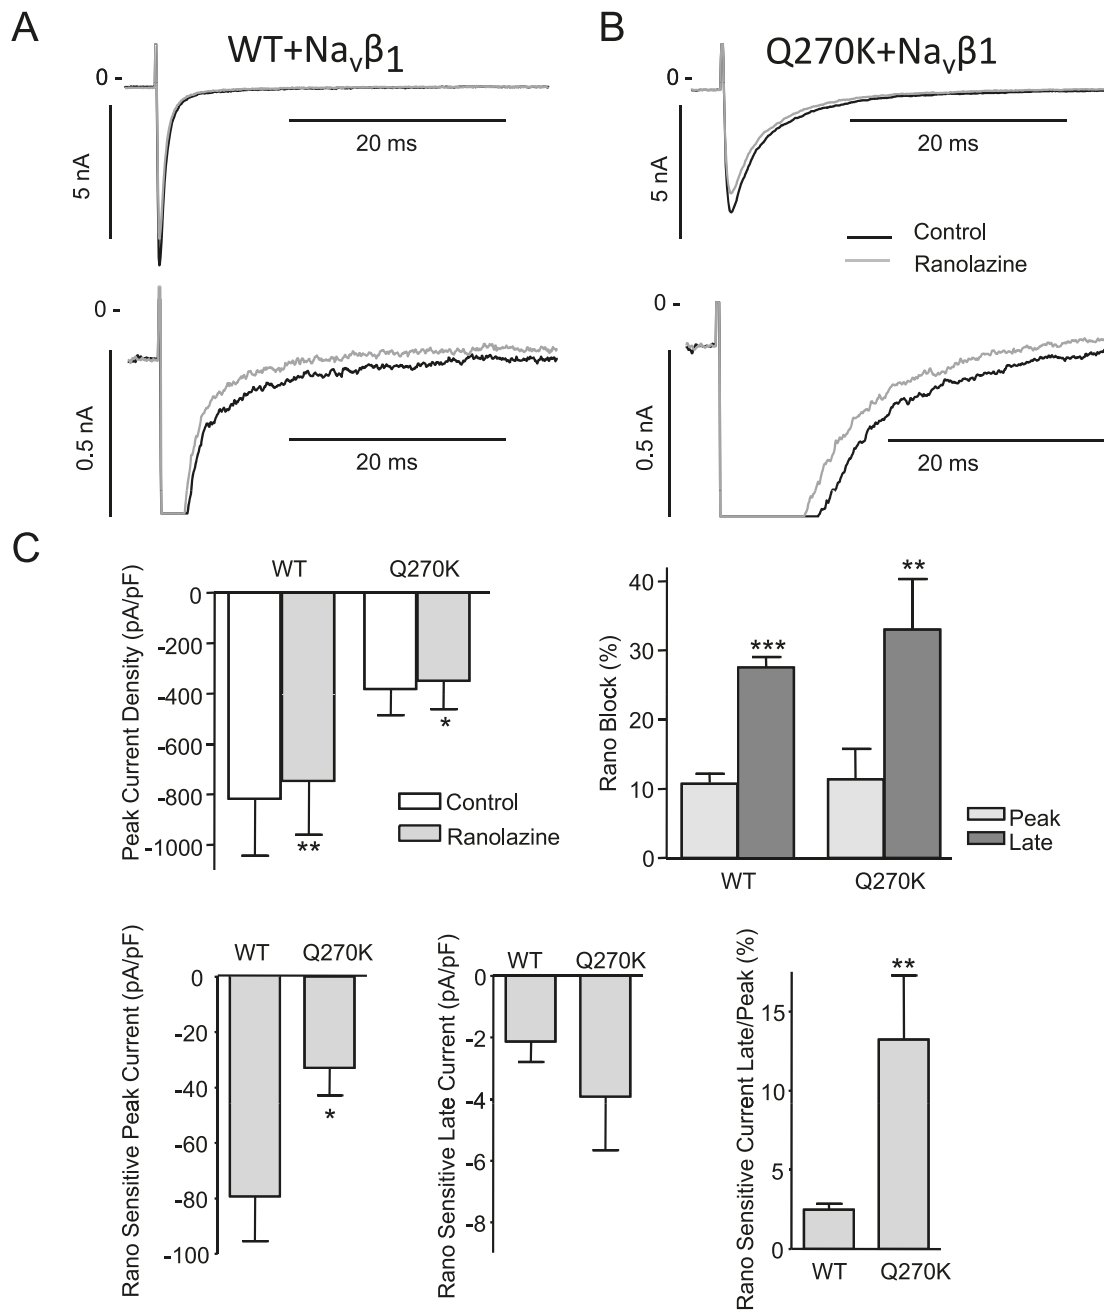 A
B
WT+Navβ1
Q270K+Navβ1
0 -
0 -
5 nA
20 ms
5 nA
20 ms
Control
Ranolazine
0 -
0 -
0.5 nA
20 ms
0.5 nA
20 ms
C
WT
Q270K
Peak Current Density (pA/pF)
0
-200
-400
-600
-800
-1000
*
**
Control
Ranolazine
Rano Block (%)
40
30
20
10
0
***
**
WT
Q270K
Peak
Late
Rano Sensitive Peak Current (pA/pF)
WT
Q270K
0
-20
-40
-60
-80
-100
*
Rano Sensitive Late Current (pA/pF)
WT
Q270K
0
-2
-4
-6
-8
Rano Sensitive Current Late/Peak (%)
**
15
10
5
0
WT
Q270K